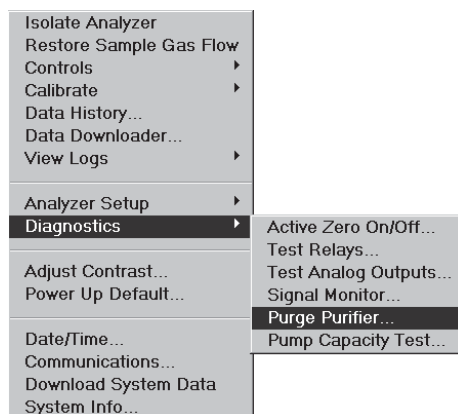 Isolate Analyzer
Restore Sample Gas Flow
Controls
Calibrate
Data History...
Data Downloader...
View Logs
Analyzer Setup
Diagnostics
Active Zero On/Off...
Test Relays...
Test Analog Outputs...
Signal Monitor...
Purge Purifier...
Pump Capacity Test...
Adjust Contrast...
Power Up Default...
Date/Time...
Communications...
Download System Data
System Info...